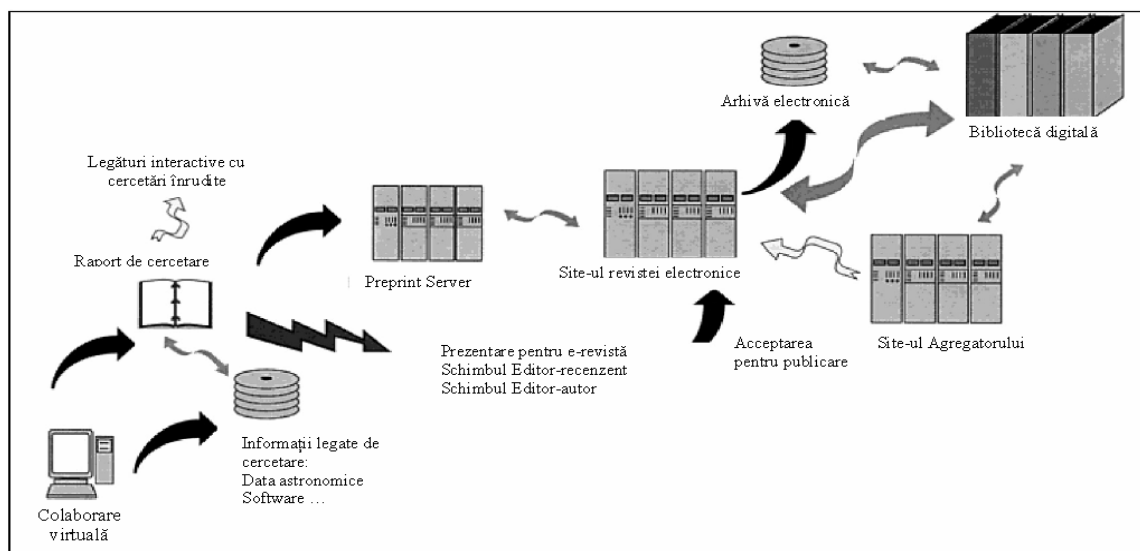 Arhivă electronică
Bibliotecă digitală
Legături interactive cu
cercetări înrudite
Raport de cercetare
Preprint Server
Site-ul revistei electronice
Prezentare pentru e-revistă
Schimbul Editor-recenzent
Schimbul Editor-autor
Acceptarea
pentru publicare
Site-ul Agregatorului
Informații legate de
cercetare:
Data astronomice
Software …
Colaborare
virtuală